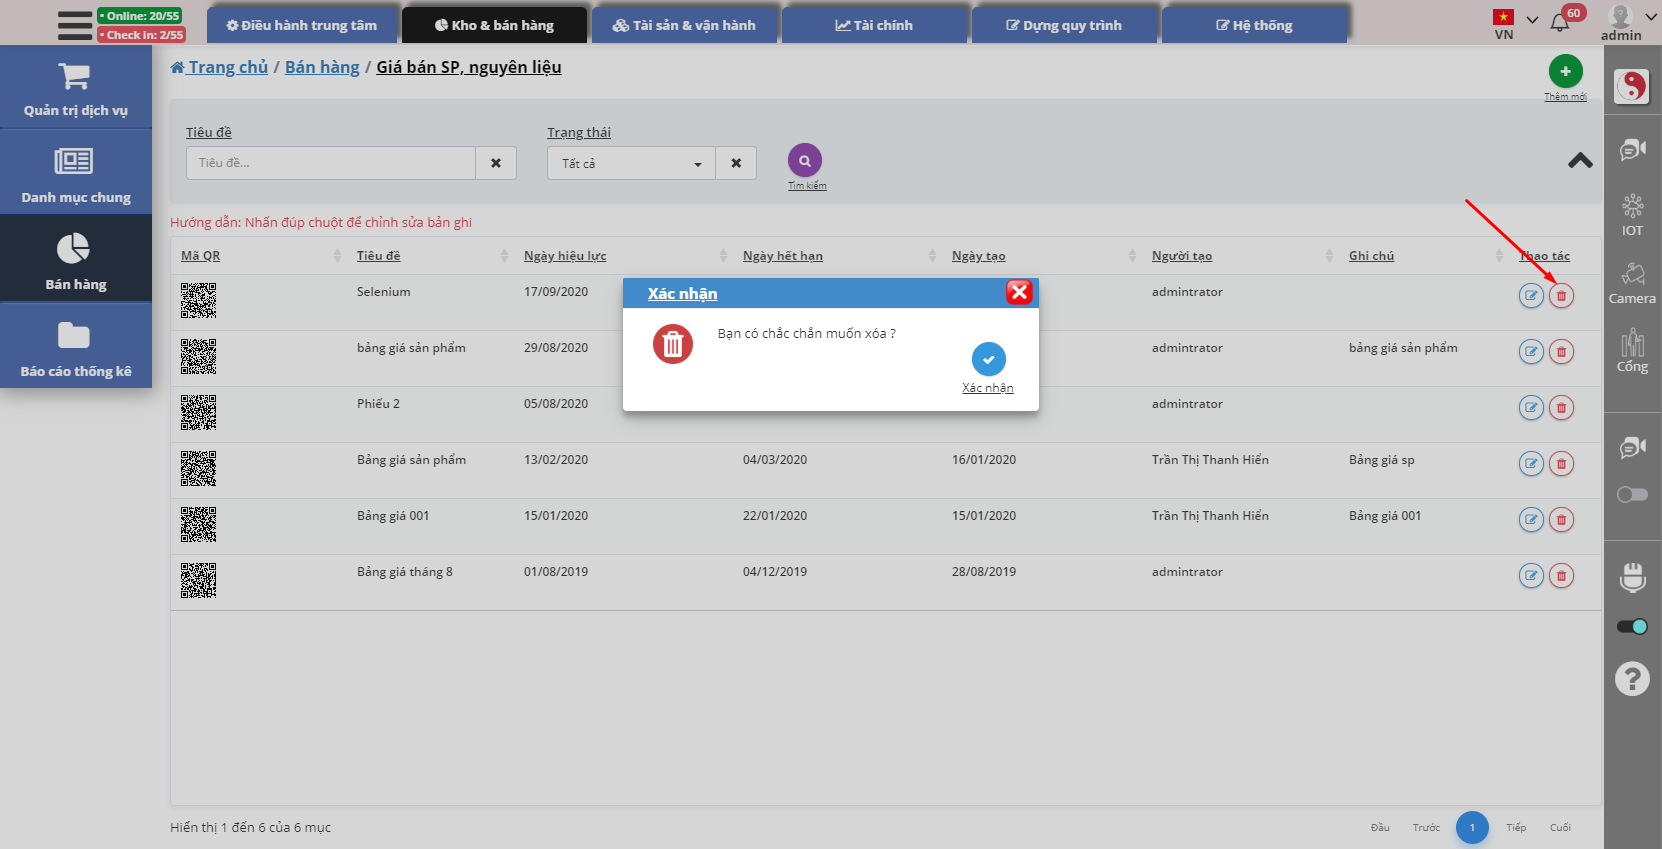 • Online: 20/55
• Check in: 2/55
Điều hành trung tâm
Kho & bán hàng
Tài sản & vận hành
Tài chính
Dựng quy trình
Hệ thống
VN
60
admin
Quản trị dịch vụ
Danh mục chung
Bán hàng
Báo cáo thống kê
Trang chủ / Bán hàng / Giá bán SP, nguyên liệu
Thêm mới
Tiêu đề
Tiêu đề...
Trạng thái
Tất cả
Tìm kiếm
Hướng dẫn: Nhấn đúp chuột để chỉnh sửa bản ghi
Mã QR Tiêu đề Ngày hiệu lực Ngày hết hạn Ngày tạo Người tạo Ghi chú Thao tác
Selenium 17/09/2020 admintrator
bảng giá sản phẩm 29/08/2020 admintrator bảng giá sản phẩm
Phiếu 2 05/08/2020 admintrator
Bảng giá sản phẩm 13/02/2020 04/03/2020 16/01/2020 Trần Thị Thanh Hiển Bảng giá sp
Bảng giá 001 15/01/2020 22/01/2020 15/01/2020 Trần Thị Thanh Hiển Bảng giá 001
Bảng giá tháng 8 01/08/2019 04/12/2019 28/08/2019 admintrator
Xác nhận
Bạn có chắc chắn muốn xóa ?
Xác nhận
Hiển thị 1 đến 6 của 6 mục
Đầu Trước 1 Tiếp Cuối
IOT
Camera
Cổng